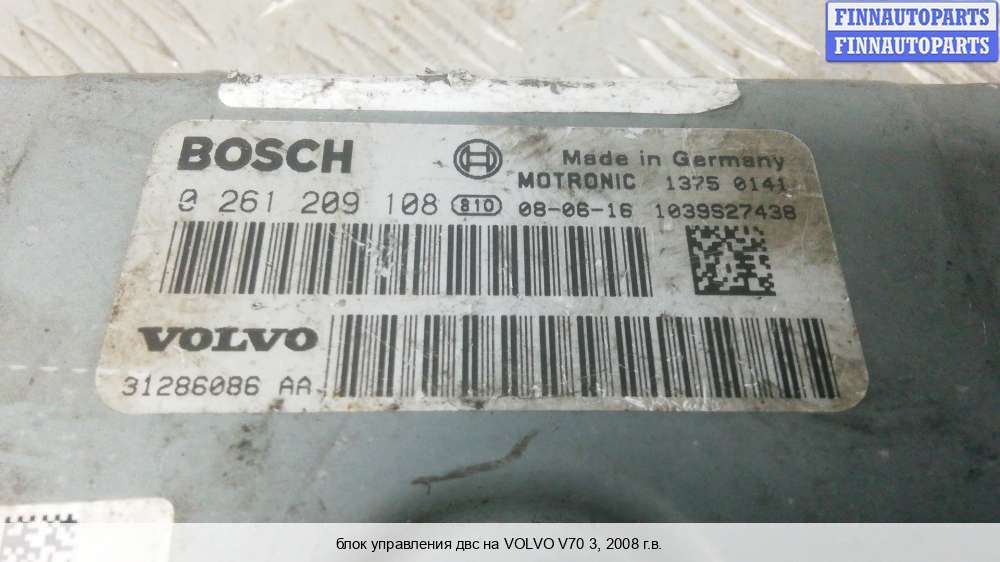 FINNAUTOPARTS
FINNAUTOPARTS
BOSCH
Made in Germany
MOTRONIC 1375 0141
0 261 209 108 810 08-06-16 1039S27438
VOLVO
31286086 AA
блок управления двс на VOLVO V70 3, 2008 г.в.